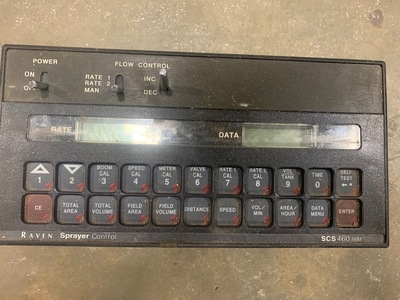 POWER FLOW CONTROL
ON RATE 1 INC
RATE 2
OFF MAN DEC
RATE DATA
1 2 BOOM CAL 3 SPEED CAL 4 METER CAL 5 VALVE CAL 6 RATE 1 CAL 7 RATE 2 CAL 8 VOL TANK 9 TIME 0 SELF TEST
CE TOTAL AREA TOTAL VOLUME FIELD AREA FIELD VOLUME DISTANCE SPEED VOL/MIN AREA/HOUR DATA MENU ENTER
RAVEN Sprayer Control SCS 460